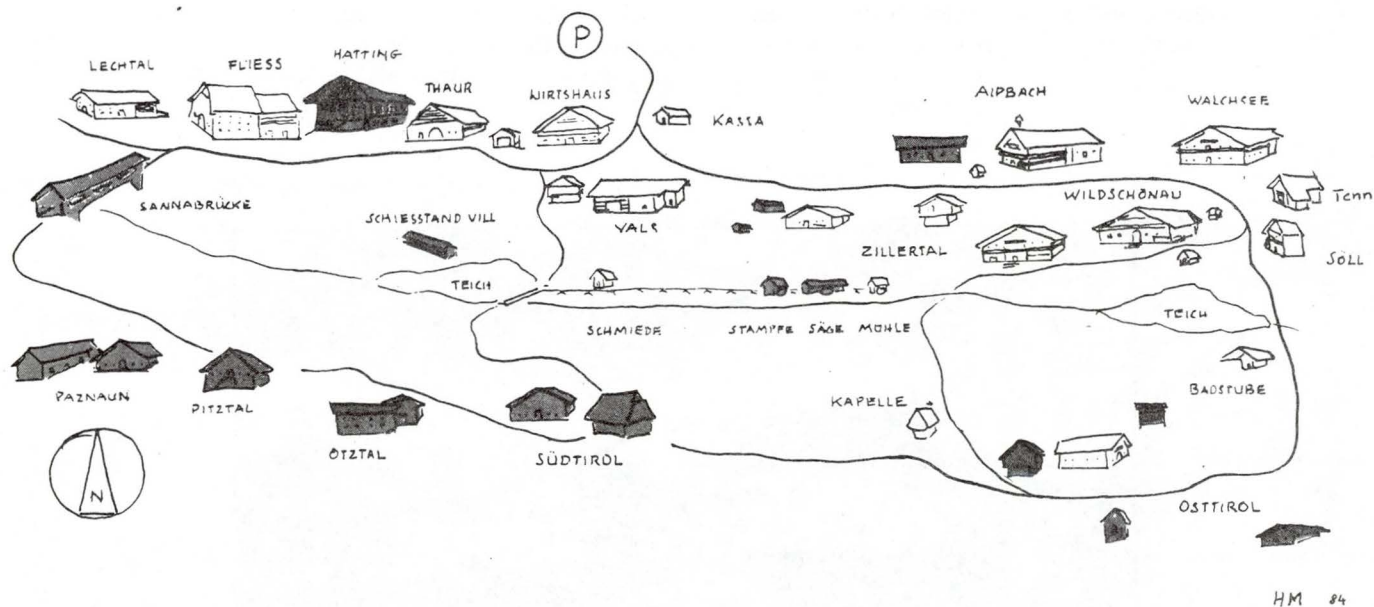 P
LECHTAL
FLIESS
HATTING
THAUR
WIRTSHAUS
KASSA
ALPBACH
WALCHSEE
SANNABRÜCKE
SCHIESSTAND VILL
VALS
WILDSCHÖNAU
Tenn
ZILLERTAL
SÖLL
TEICH
TEICH
SCHMIEDE
STAMPFE
SÄGE
MÜHLE
PAZNAUN
PITZTAL
ÖTZTAL
SÜDTIROL
KAPELLE
BADSTUBE
N
OSTTIROL
HM 84